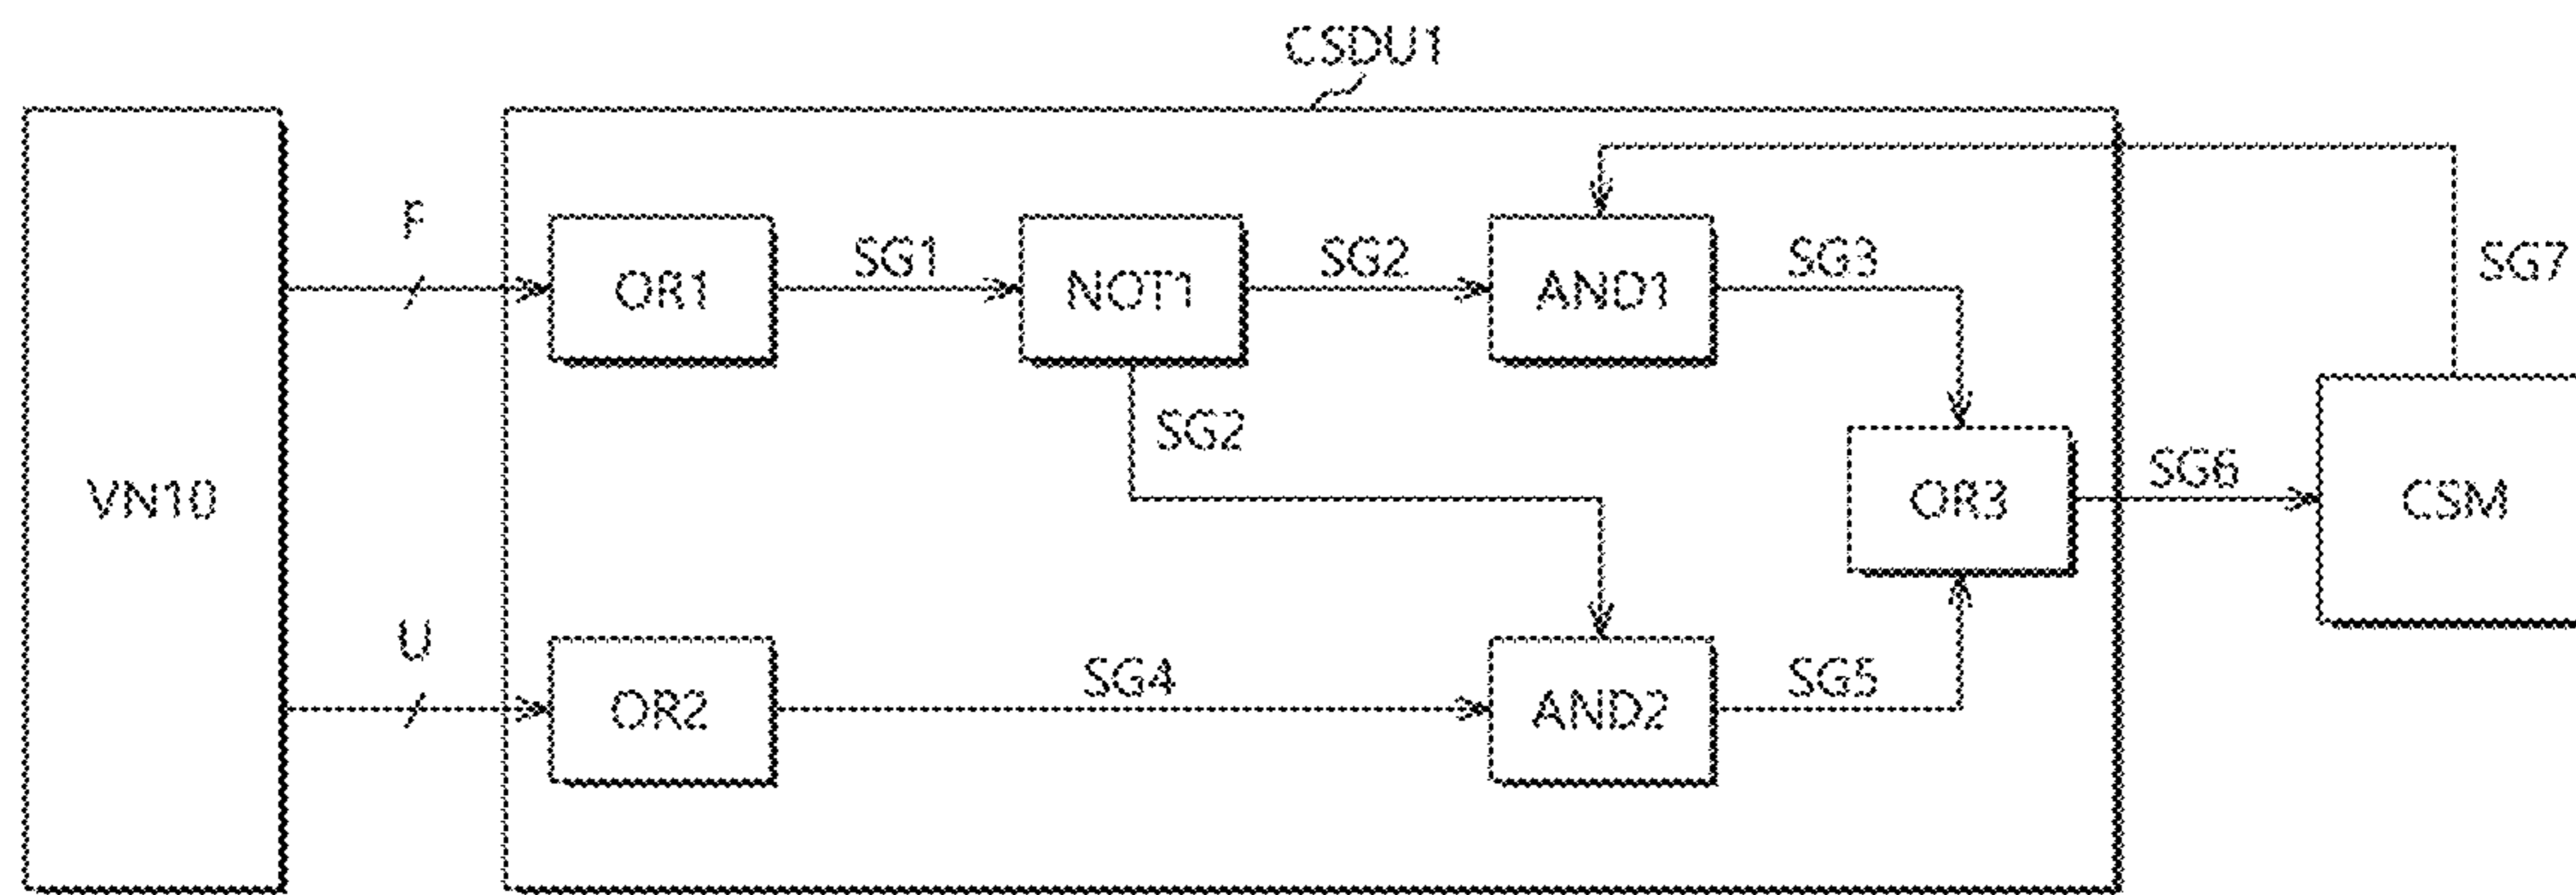 CSDU1
F
OR1
SG1
NOT1
SG2
AND1
SG3
SG7
SG2
VN10
OR3
SG6
CSM
U
OR2
SG4
AND2
SG5